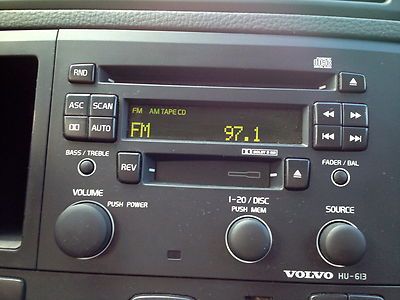 RND
ASC SCAN
AUTO
FM AM TAPE CD
FM 97.1
BASS / TREBLE
REV
FADER / BAL
VOLUME
PUSH POWER
1-20 / DISC
PUSH MEM
SOURCE
VOLVO HU-613